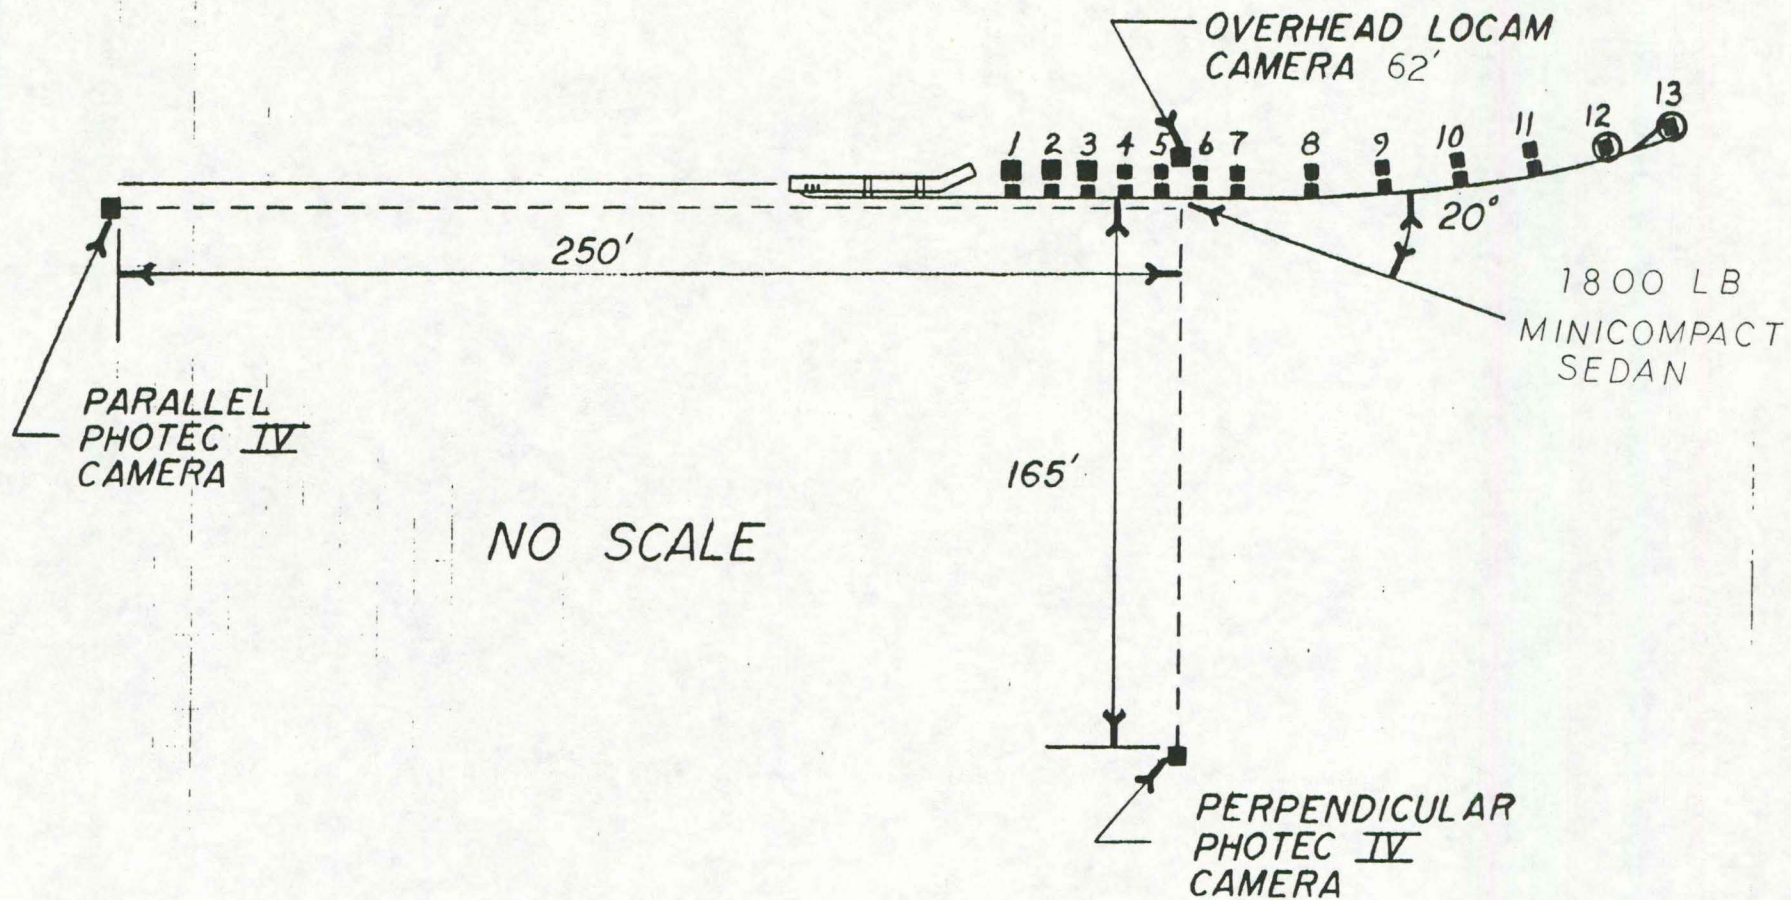 OVERHEAD LOCAM
CAMERA 62'
1 2 3 4 5 6 7 8 9 10 11 12 13
20°
250'
1800 LB
MINICOMPACT
SEDAN
PARALLEL
PHOTEC IV
CAMERA
165'
NO SCALE
PERPENDICULAR
PHOTEC IV
CAMERA